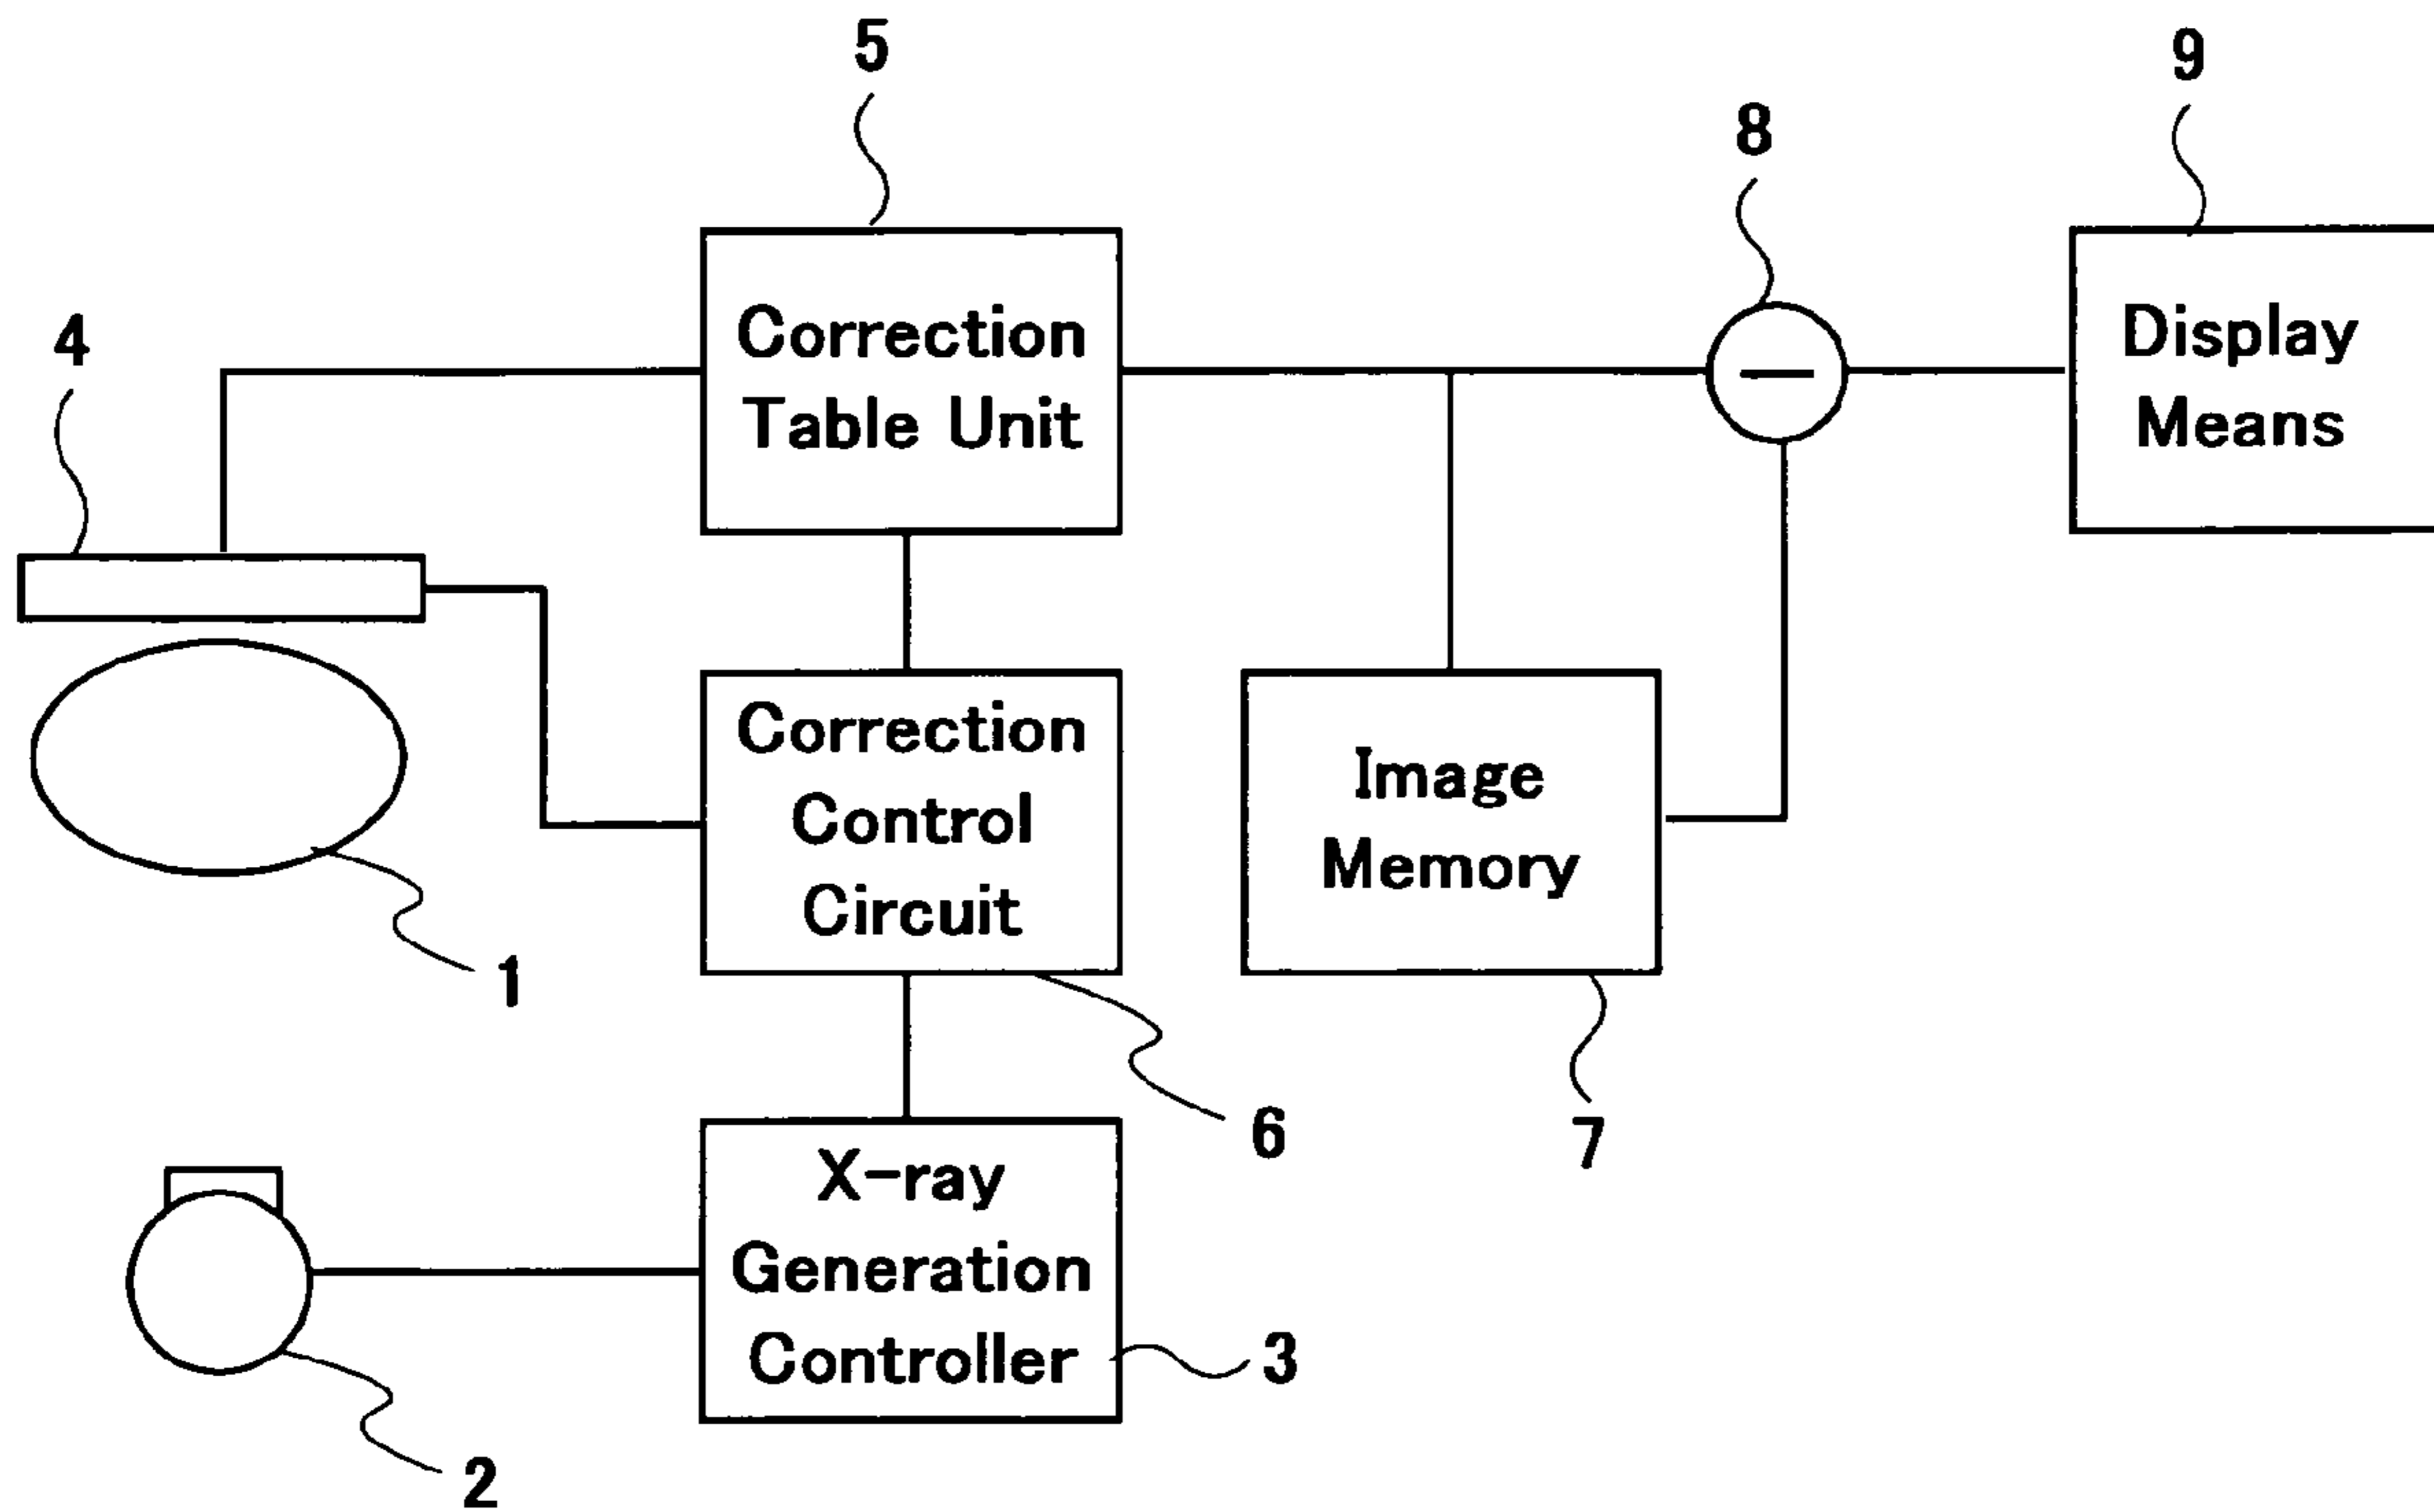 5
9
8
4
Correction
Table Unit
Display
Means
Correction
Control
Circuit
Image
Memory
1
6
7
X-ray
Generation
Controller
3
2